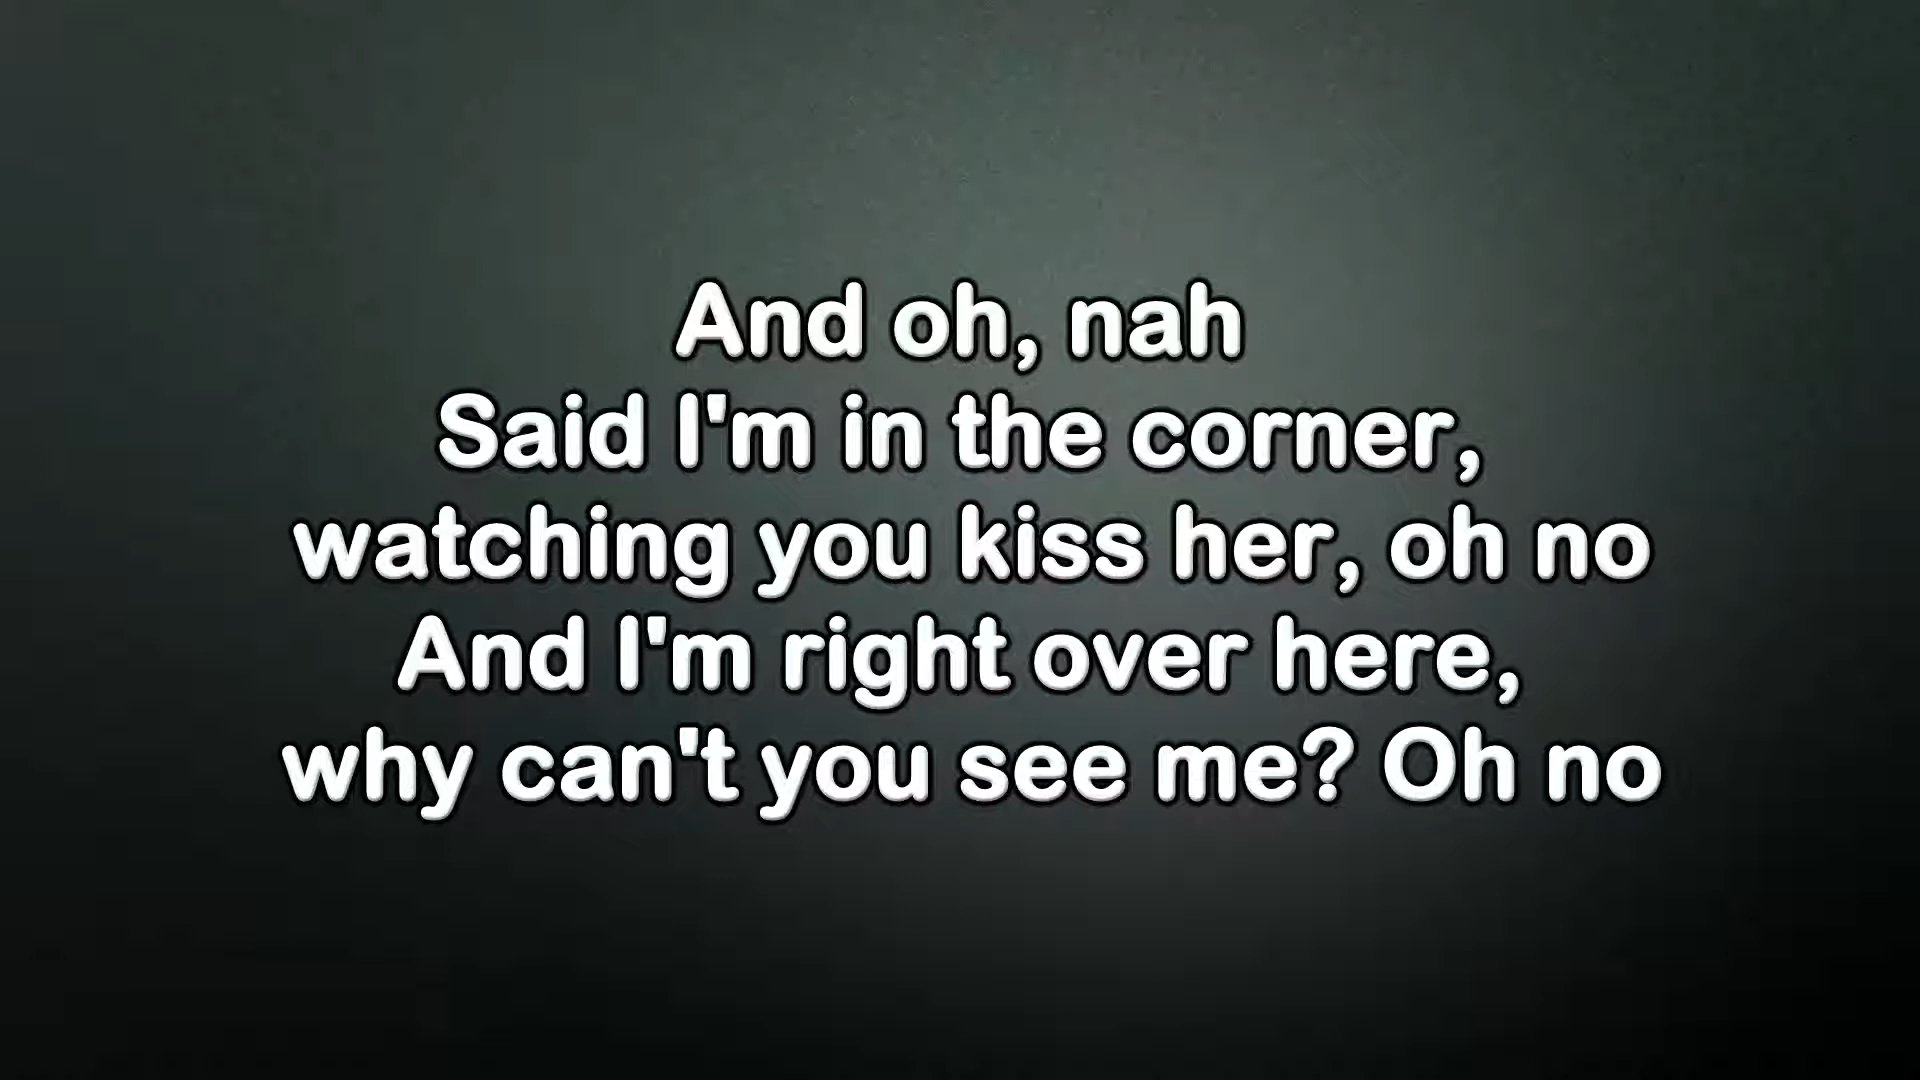 And oh, nah
Said I'm in the corner,
watching you kiss her, oh no
And I'm right over here,
why can't you see me? Oh no